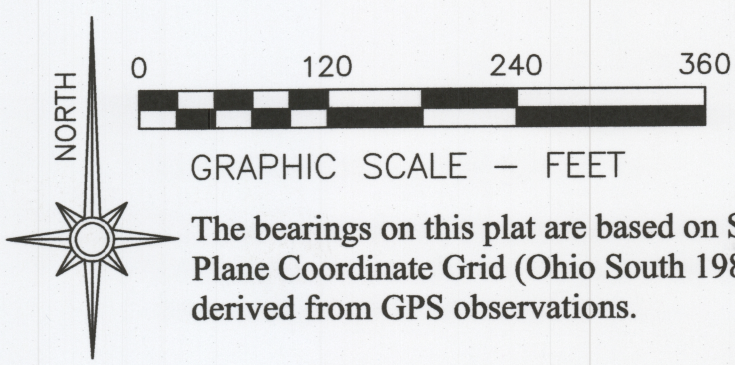 NORTH
0 120 240 360
GRAPHIC SCALE — FEET
The bearings on this plat are based on S
Plane Coordinate Grid (Ohio South 198
derived from GPS observations.